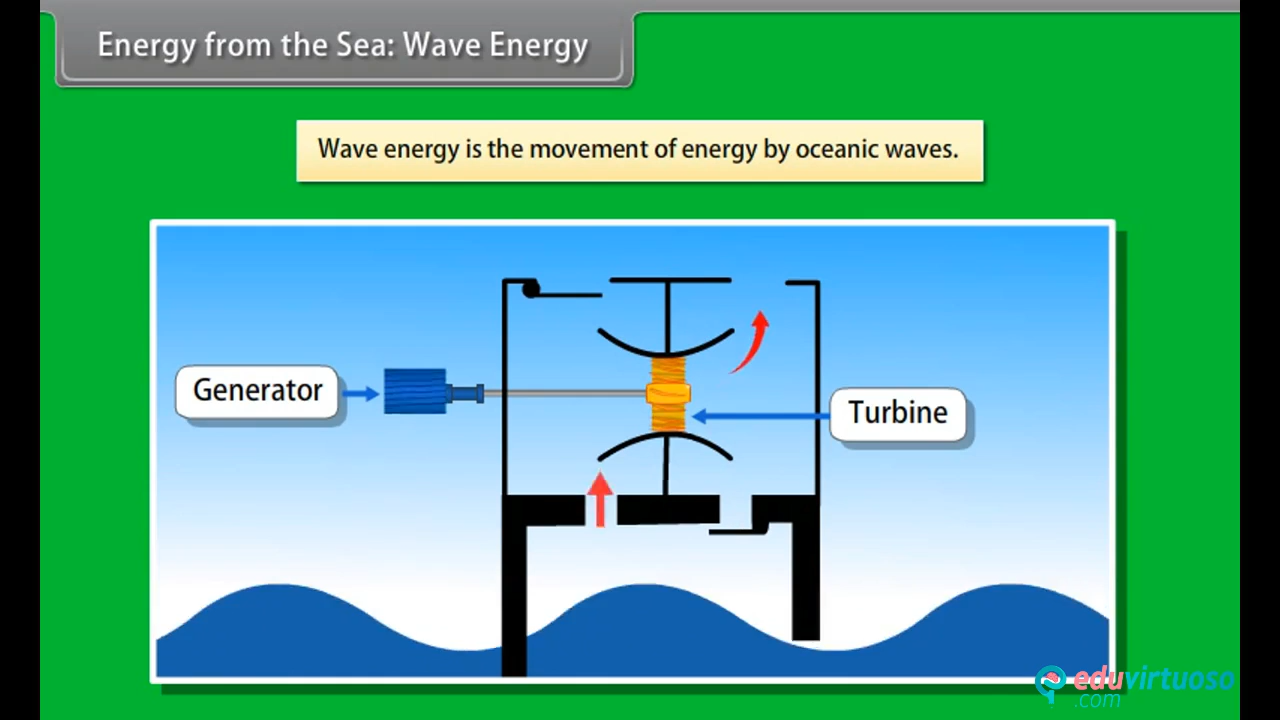 Energy from the Sea: Wave Energy
Wave energy is the movement of energy by oceanic waves.
Generator
Turbine
eduvirtuoso
.com